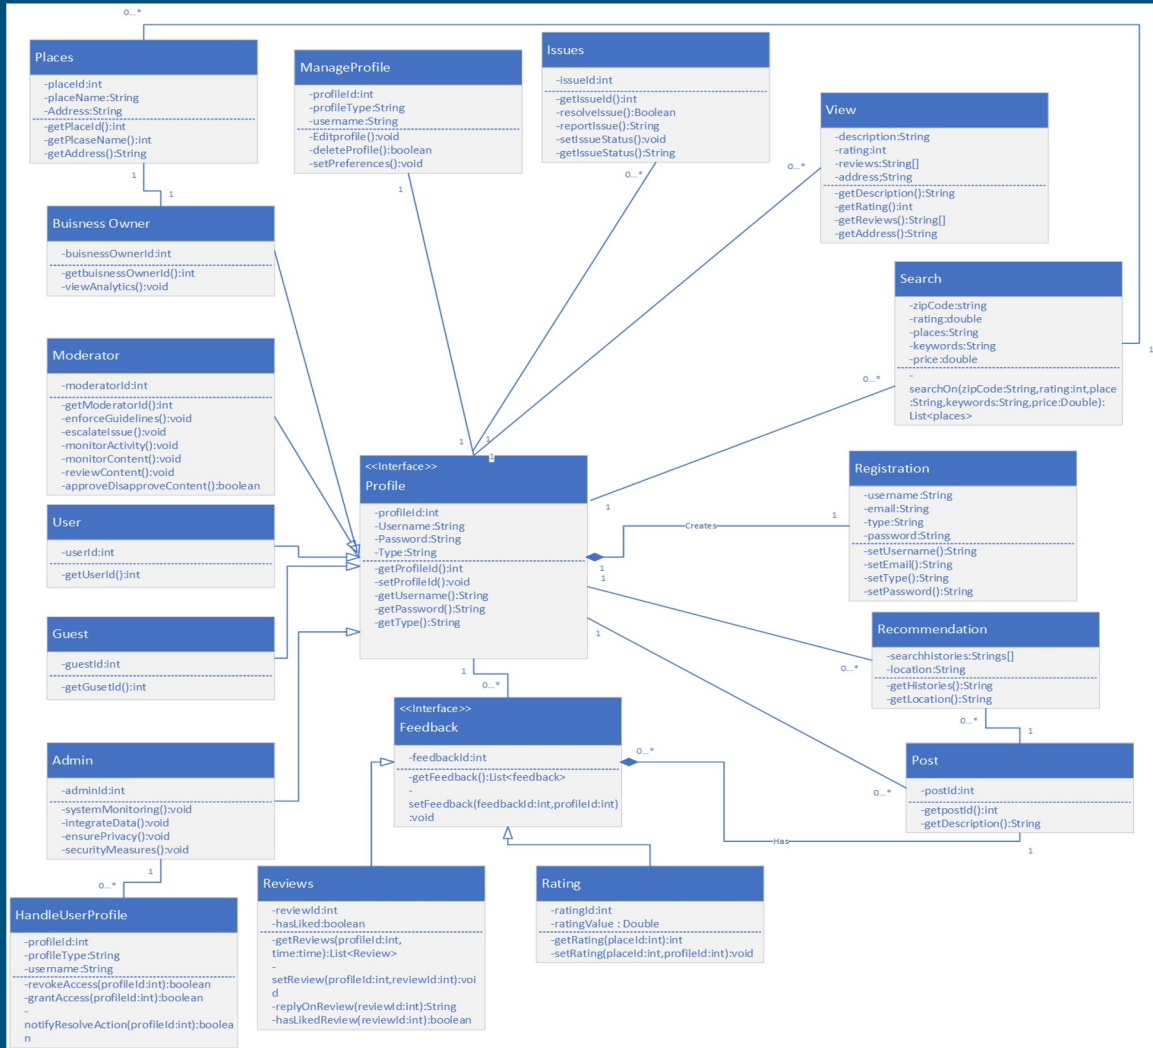 0...*
Places
-placeId:int
-placeName:String
-Address:String
-getPlaceId():int
-getPlcaseName():int
-getAddress():String
1
1
ManageProfile
-profileId:int
-profileType:String
-username:String
-Editprofile():void
-deleteProfile():boolean
-setPreferences():void
1
Issues
-issueId:int
-getIssueId():int
-resolveIssue():Boolean
-reportIssue():String
-setIssueStatus():void
-getIssueStatus():String
0...*
View
-description:String
-rating:int
-reviews:String[]
-address;String
-getDescription():String
-getRating():int
-getReviews():String[]
-getAddress():String
0...*
Buisness Owner
-buisnessOwnerId:int
-getbuisnessOwnerId():int
-viewAnalytics():void
Search
-zipCode:string
-rating:double
-places:String
-keywords:String
-price:double
-
searchOn(zipCode:String,rating:int,place
:String,keywords:String,price:Double):
List<places>
1
0...*
Moderator
-moderatorId:int
-getModeratorId():int
-enforceGuidelines():void
-escalateIssue():void
-monitorActivity():void
-monitorContent():void
-reviewContent():void
-approveDisapproveContent():boolean
1
1
1
<<Interface>>
Profile
-profileId:int
-Username:String
-Password:String
-Type:String
-getProfileId():int
-setProfileId():void
-getUsername():String
-getPassword():String
-getType():String
1
Creates
1
1
1
1
Registration
-username:String
-email:String
-type:String
-password:String
-setUsername():String
-setEmail():String
-setType():String
-setPassword():String
User
-userId:int
-getUserId():int
Guest
-guestId:int
-getGusetId():int
Recommendation
-searchhistories:Strings[]
-location:String
-getHistories():String
-getLocation():String
0...*
0...*
1
1
0...*
<<Interface>>
Feedback
-feedbackId:int
-getFeedback():List<feedback>
-
setFeedback(feedbackId:int,profileId:int)
:void
0...*
Has
Post
-postId:int
-getpostId():int
-getDescription():String
0...*
1
Admin
-adminId:int
-systemMonitoring():void
-integrateData():void
-ensurePrivacy():void
-securityMeasures():void
1
0...*
HandleUserProfile
-profileId:int
-profileType:String
-username:String
-revokeAccess(profileId:int):boolean
-grantAccess(profileId:int):boolean
-
notifyResolveAction(profileId:int):boolea
n
Reviews
-reviewId:int
-hasLiked:boolean
-getReviews(profileId:int,
time:time):List<Review>
-
setReview(profileId:int,reviewId:int):voi
d
-replyOnReview(reviewId:int):String
-hasLikedReview(reviewId:int):boolean
Rating
-ratingId:int
-ratingValue : Double
-getRating(placeId:int):int
-setRating(placeId:int,profileId:int):void